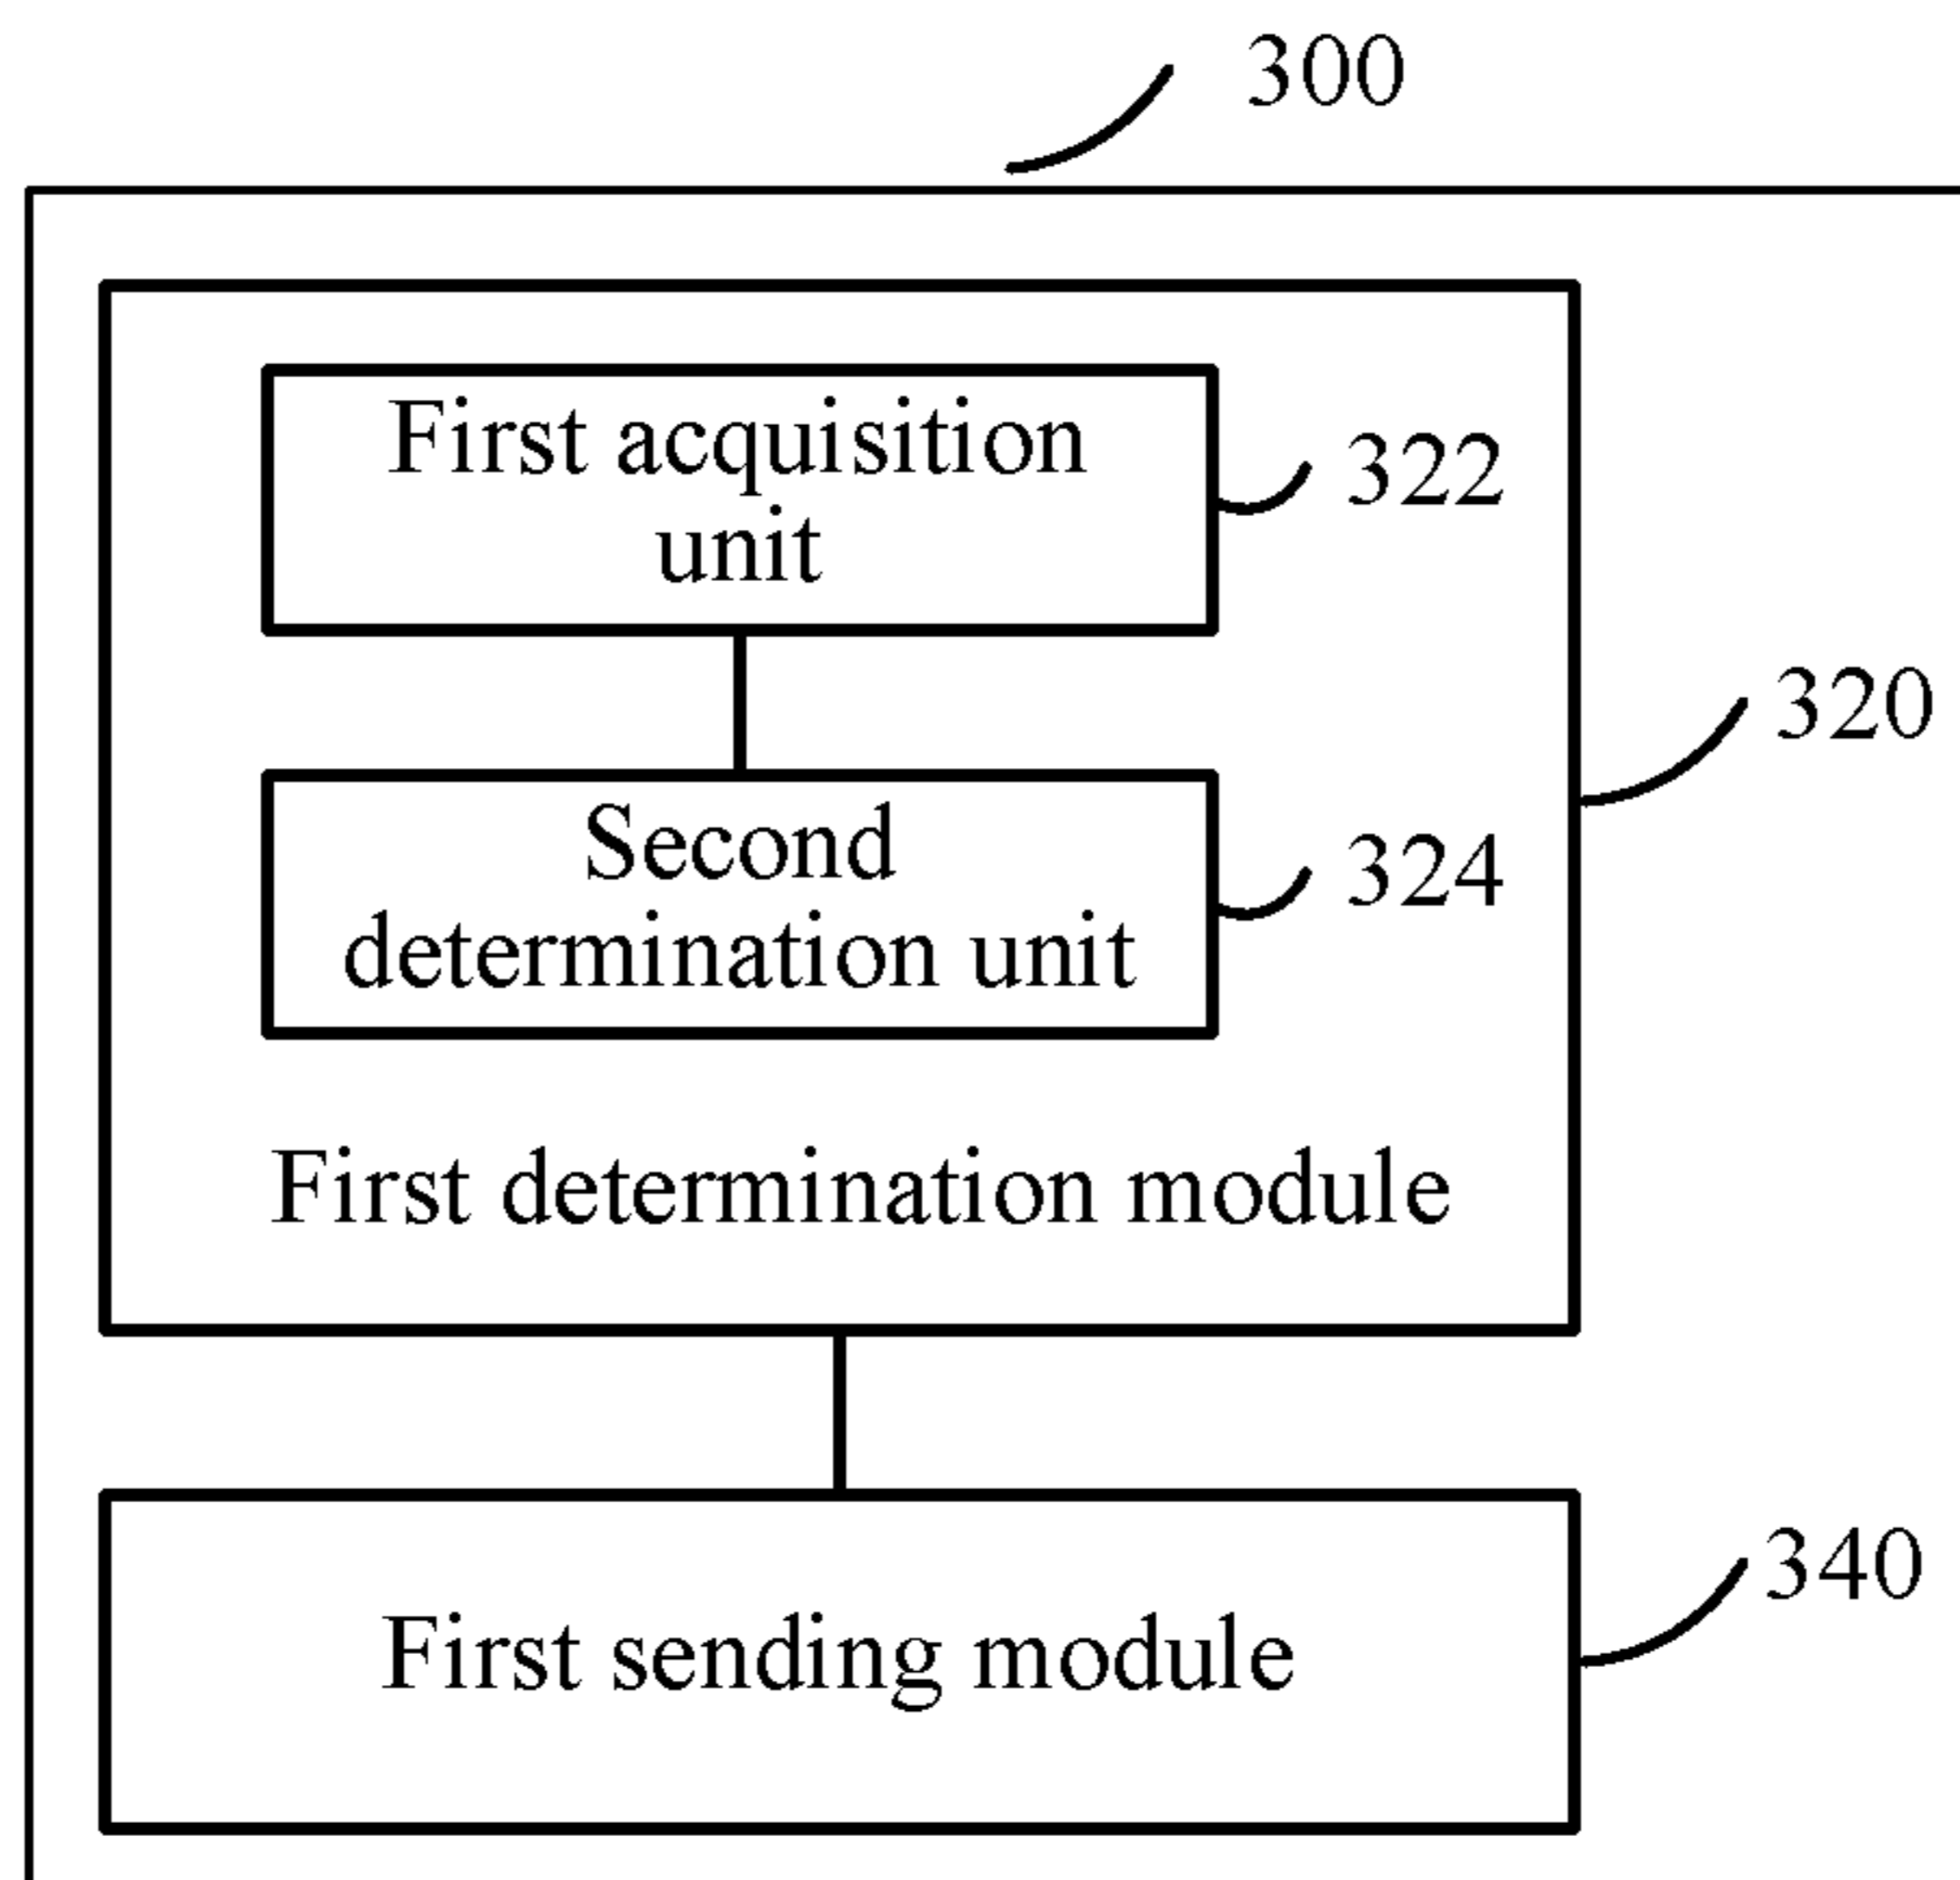 300
First acquisition
unit
322
320
Second
determination unit
324
First determination module
First sending module
340